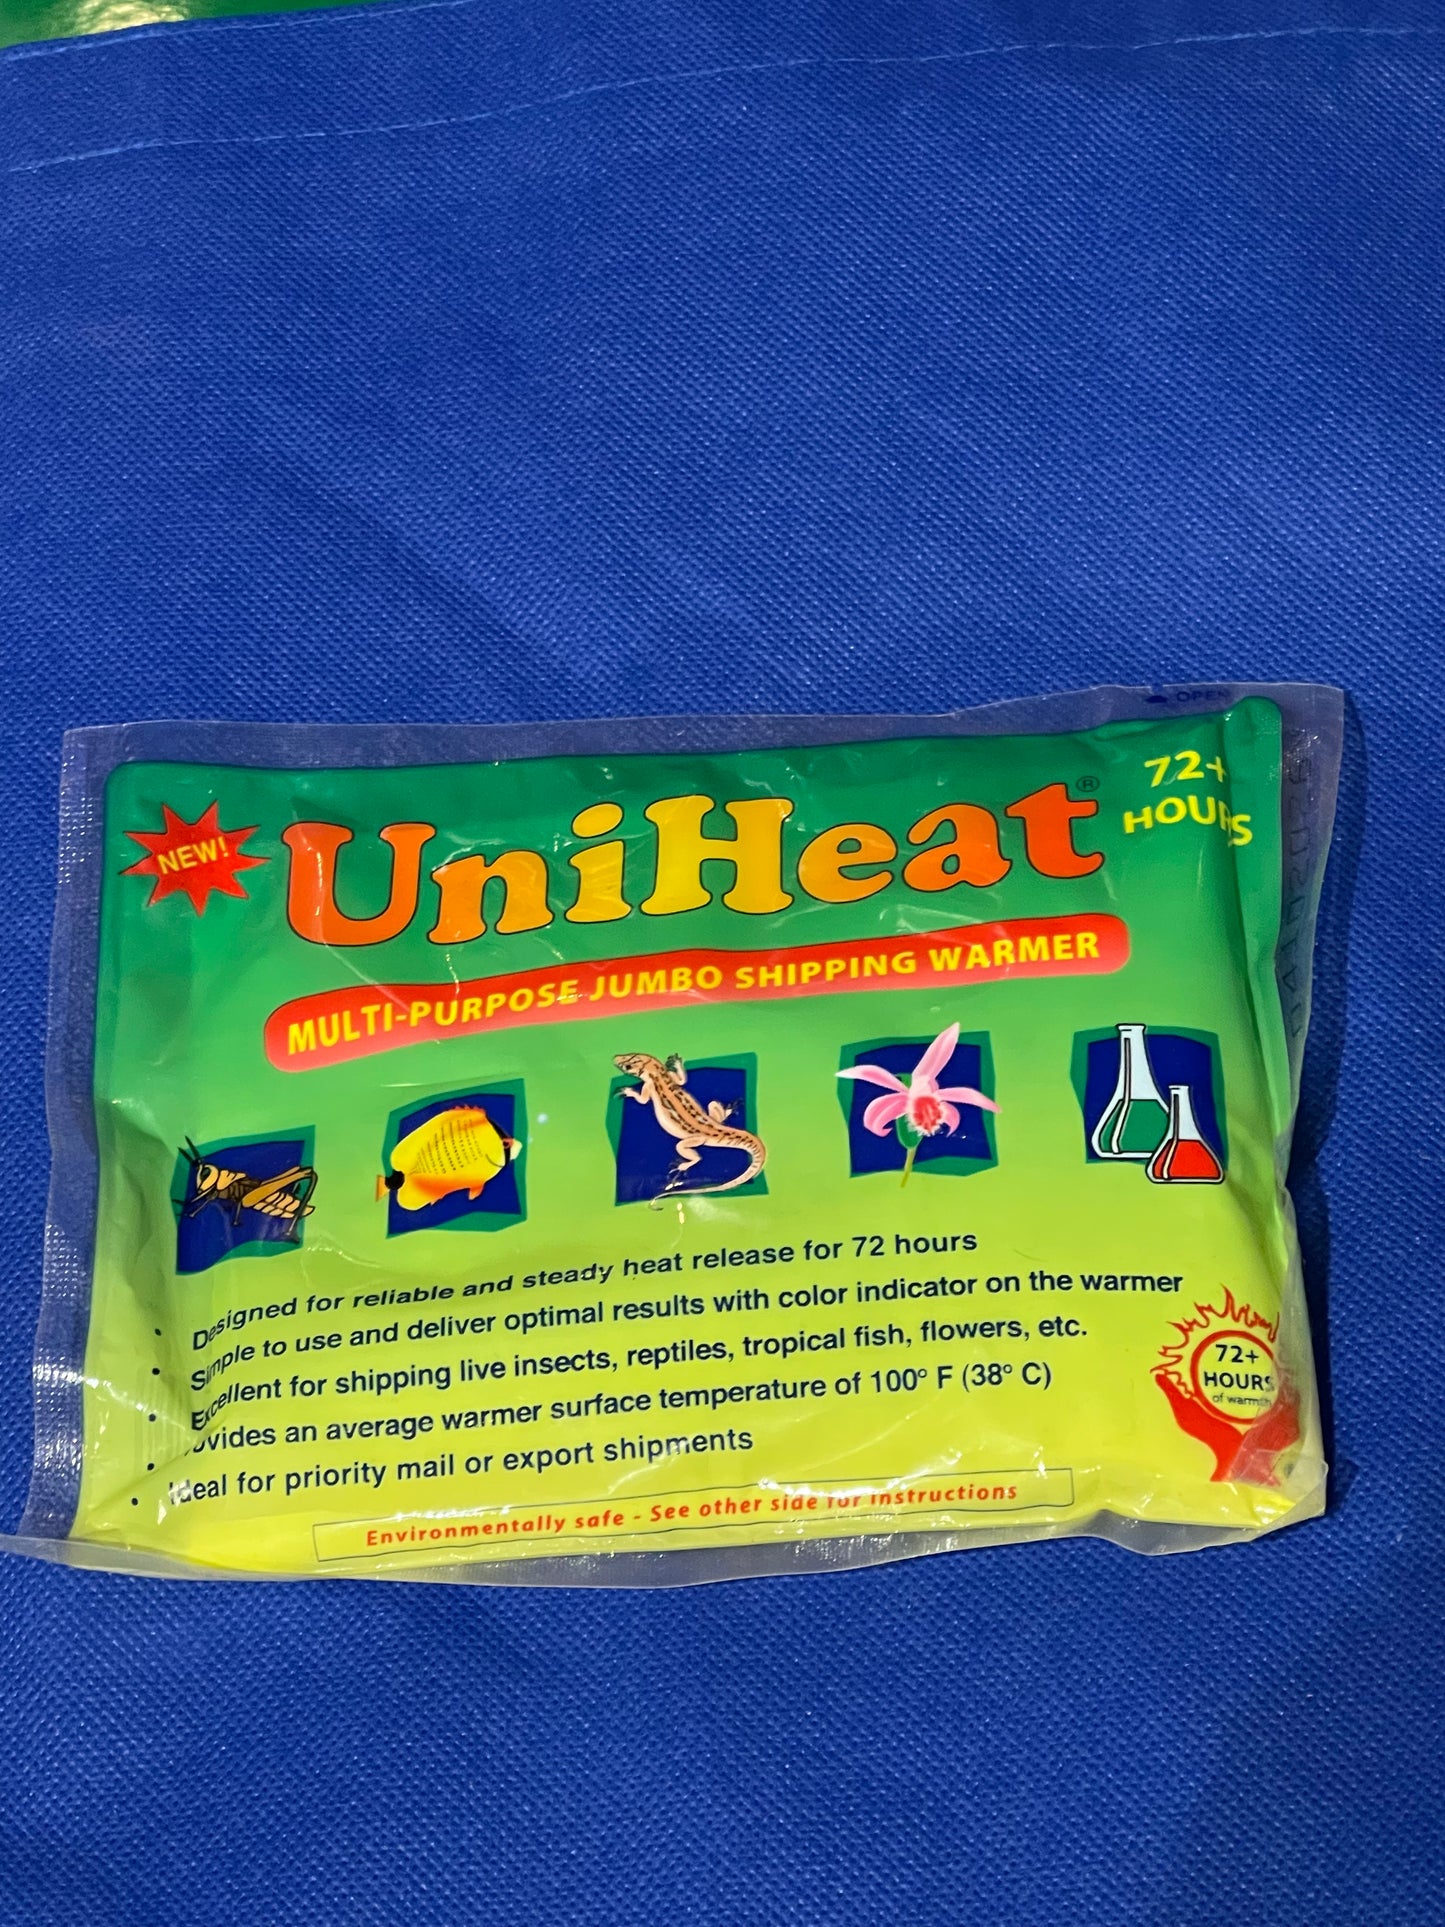 OPEN
NEW!
UniHeat®
72+
HOURS
MULTI-PURPOSE JUMBO SHIPPING WARMER
• Designed for reliable and steady heat release for 72 hours
• Simple to use and deliver optimal results with color indicator on the warmer
• Excellent for shipping live insects, reptiles, tropical fish, flowers, etc.
• Provides an average warmer surface temperature of 100° F (38° C)
• Ideal for priority mail or export shipments
72+
HOURS
of warmth
Environmentally safe - See other side for instructions